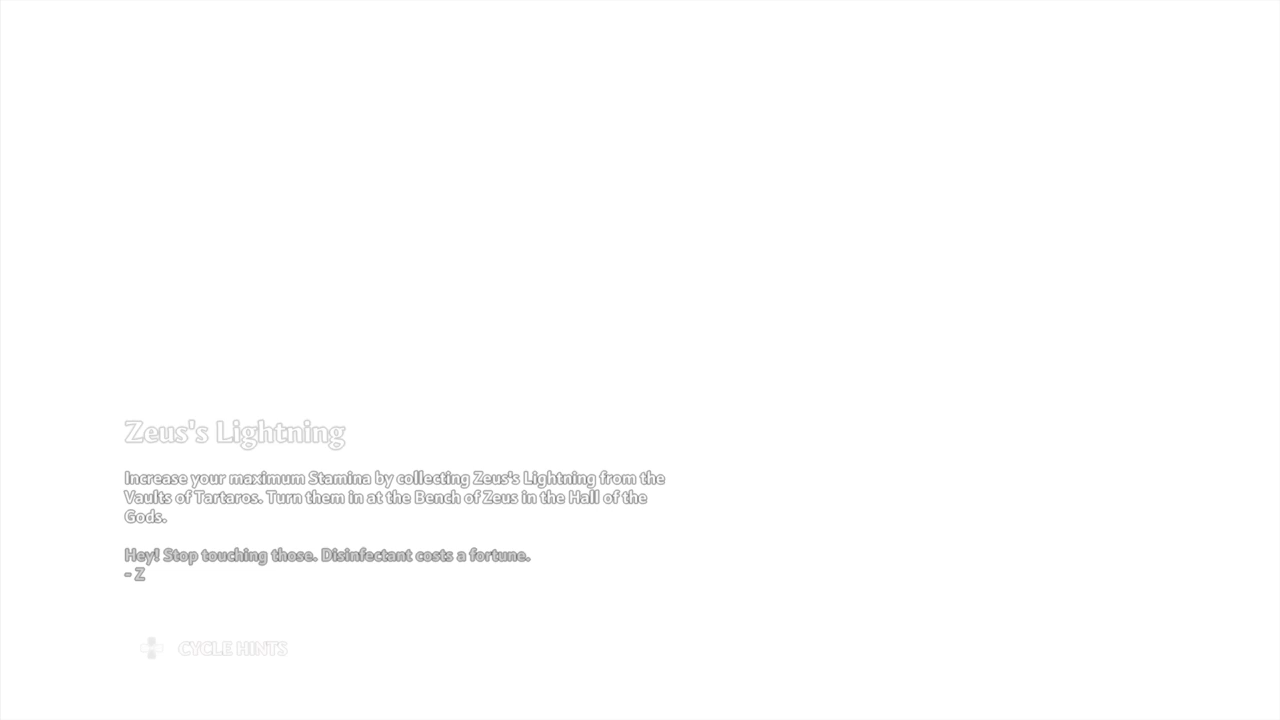 Zeus's Lightning
Increase your maximum Stamina by collecting Zeus's Lightning from the
Vaults of Tartaros. Turn them in at the Bench of Zeus in the Hall of the
Gods.
Hey! Stop touching those. Disinfectant costs a fortune.
- Z
CYCLE HINTS